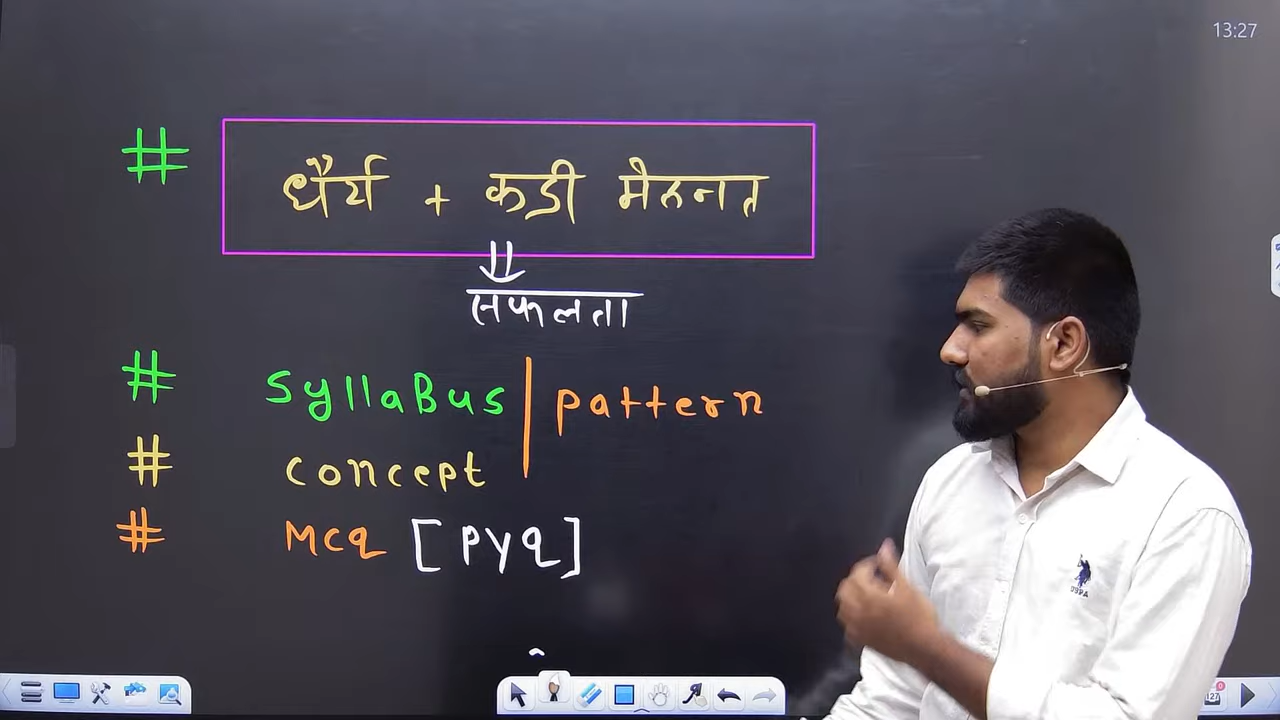 13:27
# धैर्य + कडी मेहनत
सफलता
# SyllaBus | pattern
# concept
# MCQ [PYQ]
USPA